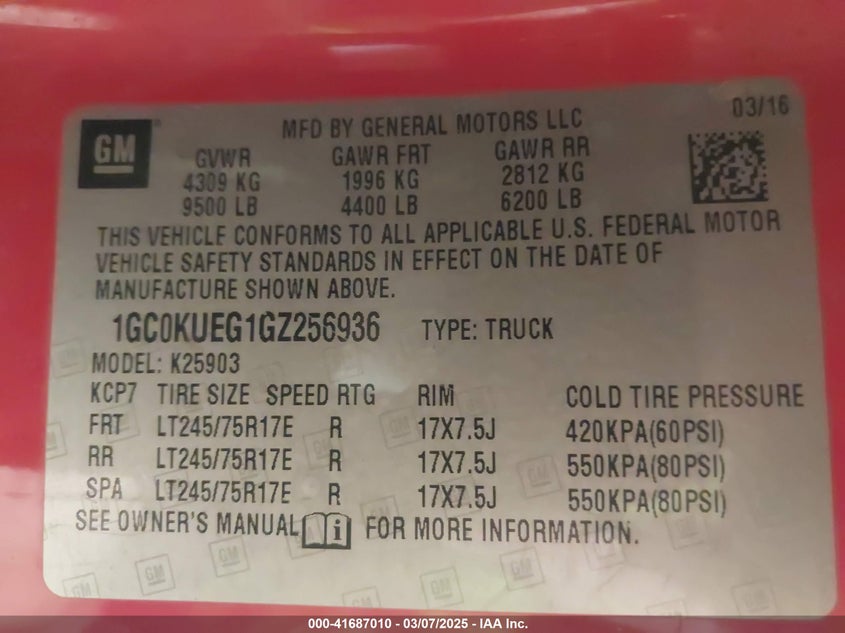 GM
MFD BY GENERAL MOTORS LLC
03/16
GVWR GAWR FRT GAWR RR
4309 KG 1996 KG 2812 KG
9500 LB 4400 LB 6200 LB
THIS VEHICLE CONFORMS TO ALL APPLICABLE U.S. FEDERAL MOTOR
VEHICLE SAFETY STANDARDS IN EFFECT ON THE DATE OF
MANUFACTURE SHOWN ABOVE.
1GC0KUEG1GZ256936 TYPE: TRUCK
MODEL: K25903
KCP7 TIRE SIZE SPEED RTG RIM COLD TIRE PRESSURE
FRT LT245/75R17E R 17X7.5J 420KPA(60PSI)
RR LT245/75R17E R 17X7.5J 550KPA(80PSI)
SPA LT245/75R17E R 17X7.5J 550KPA(80PSI)
SEE OWNER'S MANUAL i FOR MORE INFORMATION.
000-41687010 - 03/07/2025 - IAA Inc.